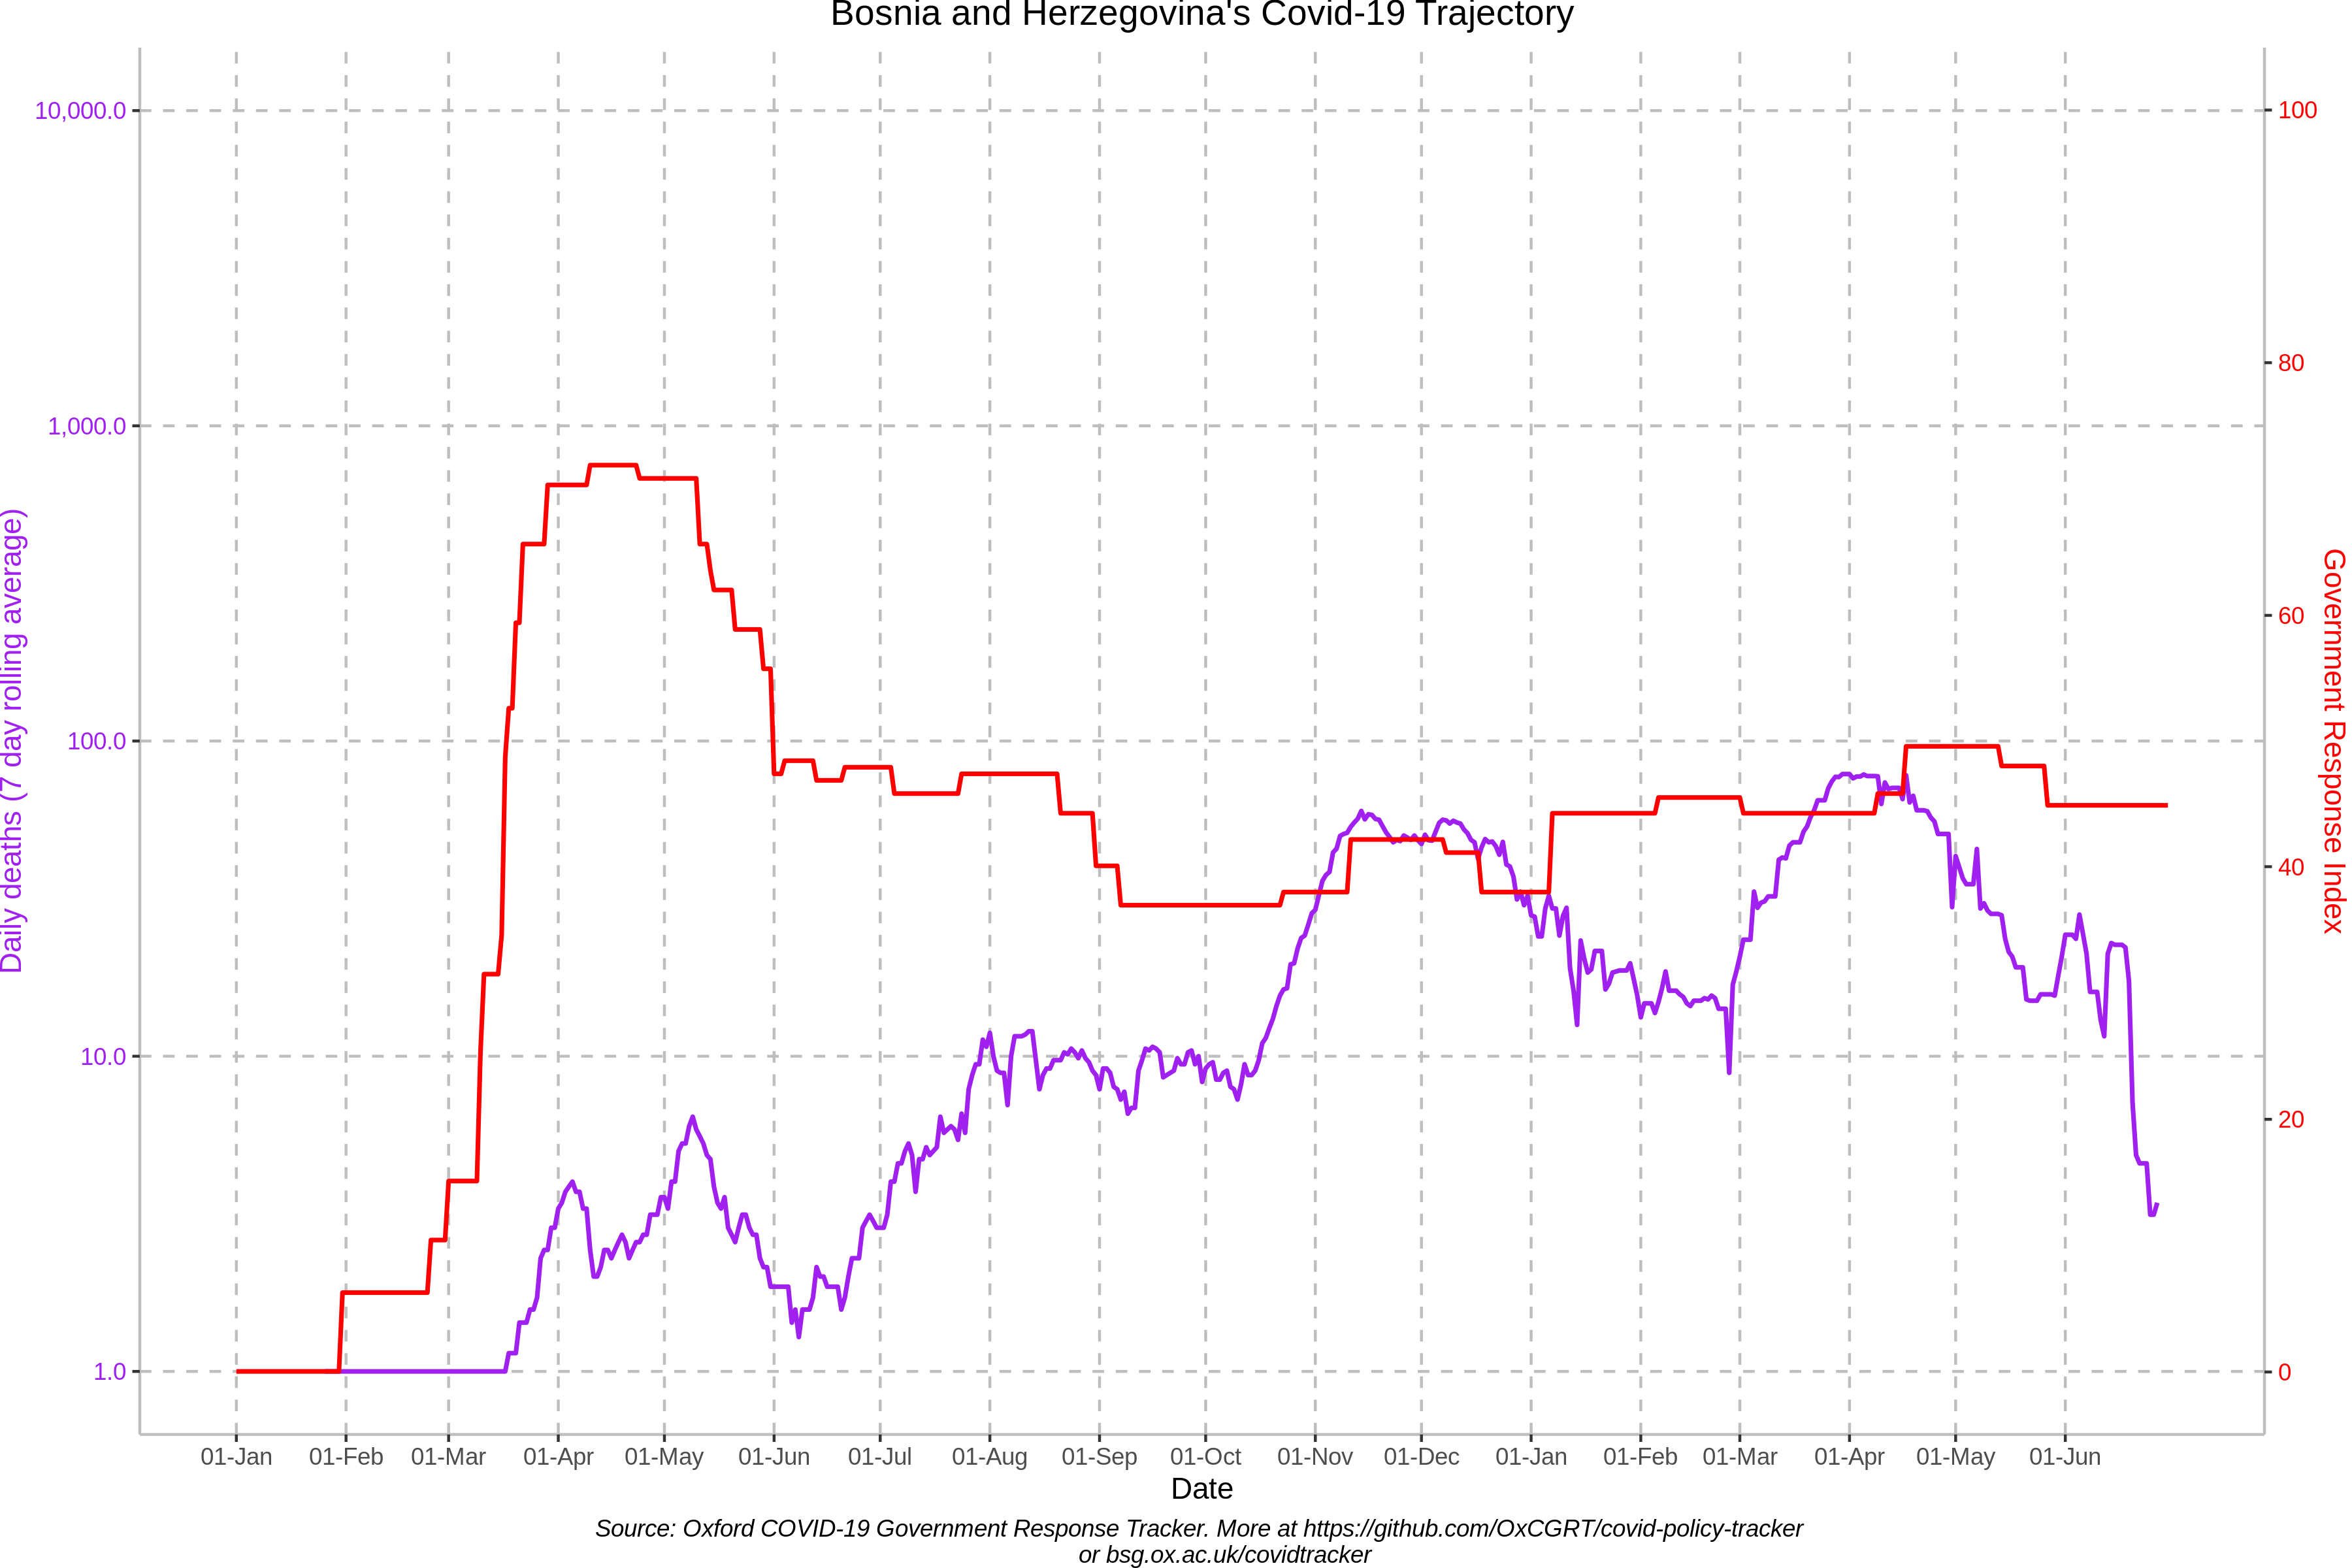 Bosnia and Herzegovina's Covid-19 Trajectory
Daily deaths (7 day rolling average)
10,000.0
1,000.0
100.0
10.0
1.0
100
80
60
40
20
0
Government Response Index
01-Jan 01-Feb 01-Mar 01-Apr 01-May 01-Jun 01-Jul 01-Aug 01-Sep 01-Oct 01-Nov 01-Dec 01-Jan 01-Feb 01-Mar 01-Apr 01-May 01-Jun
Date
Source: Oxford COVID-19 Government Response Tracker. More at https://github.com/OxCGRT/covid-policy-tracker
or bsg.ox.ac.uk/covidtracker